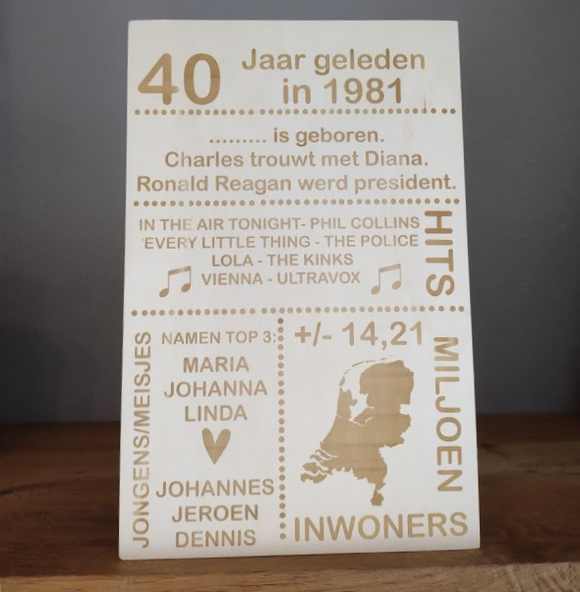 40 Jaar geleden
in 1981
......... is geboren.
Charles trouwt met Diana.
Ronald Reagan werd president.
IN THE AIR TONIGHT- PHIL COLLINS
'EVERY LITTLE THING - THE POLICE
LOLA - THE KINKS
VIENNA - ULTRAVOX
HITS
JONGENS/MEISJES
NAMEN TOP 3:
MARIA
JOHANNA
LINDA
JOHANNES
JEROEN
DENNIS
+/- 14,21
MILJOEN
INWONERS